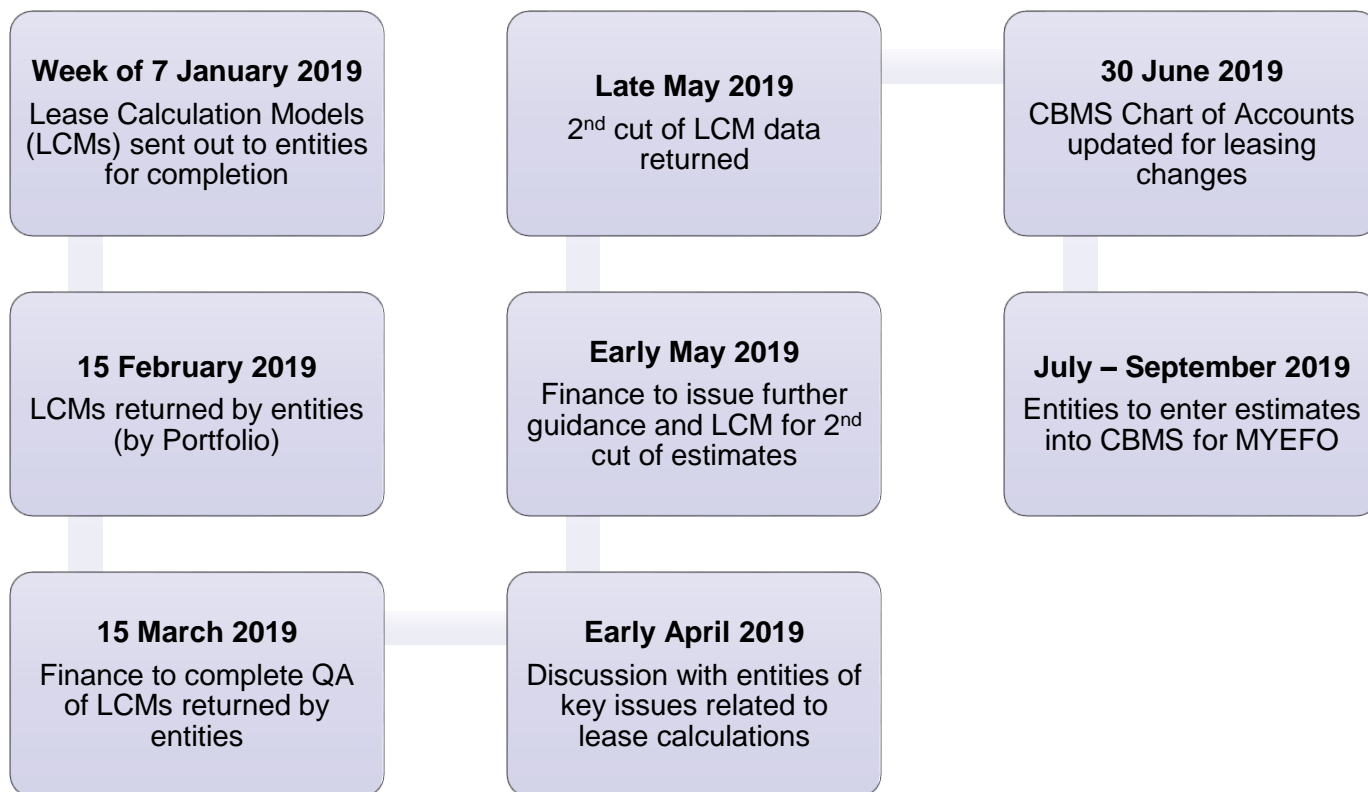 Week of 7 January 2019
Lease Calculation Models
(LCMs) sent out to entities
for completion
15 February 2019
LCMs returned by entities
(by Portfolio)
15 March 2019
Finance to complete QA
of LCMs returned by
entities
Early April 2019
Discussion with entities of
key issues related to
lease calculations
Early May 2019
Finance to issue further
guidance and LCM for 2nd
cut of estimates
Late May 2019
2nd cut of LCM data
returned
30 June 2019
CBMS Chart of Accounts
updated for leasing
changes
July – September 2019
Entities to enter estimates
into CBMS for MYEFO